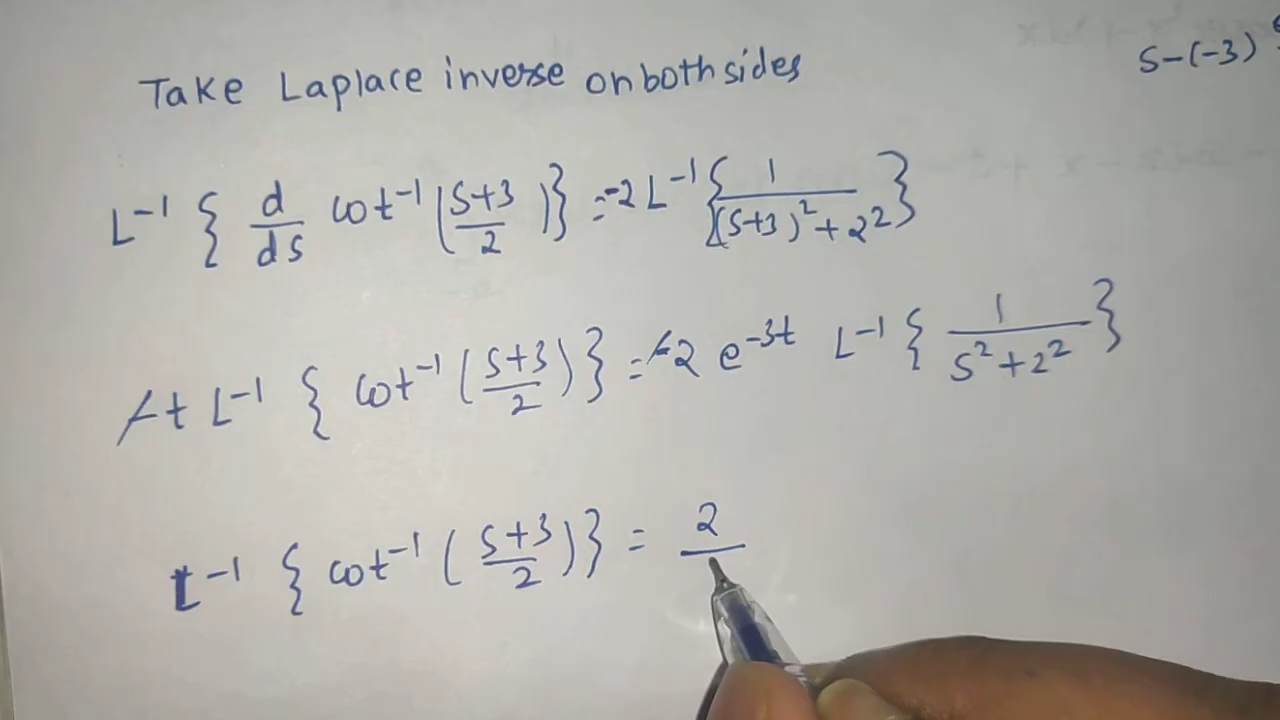 Take Laplace inverse on both sides
S-(-3)
L⁻¹ { d/ds cot⁻¹ (S+3/2) } = -2 L⁻¹ { 1/((S+3)² + 2²) }
-t L⁻¹ { cot⁻¹ (S+3/2) } = -2 e⁻³ᵗ L⁻¹ { 1/(S² + 2²) }
L⁻¹ { cot⁻¹ (S+3/2) } = 2/